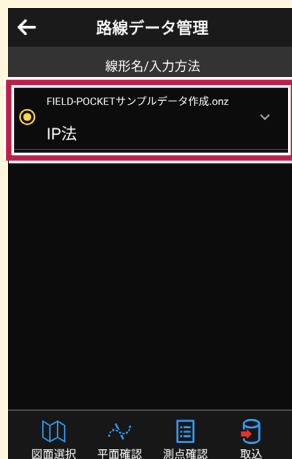 路線データ管理
線形名/入力方法
FIELD-POCKETサンプルデータ作成.onz
IP法
図面選択 平面確認 測点確認 取込